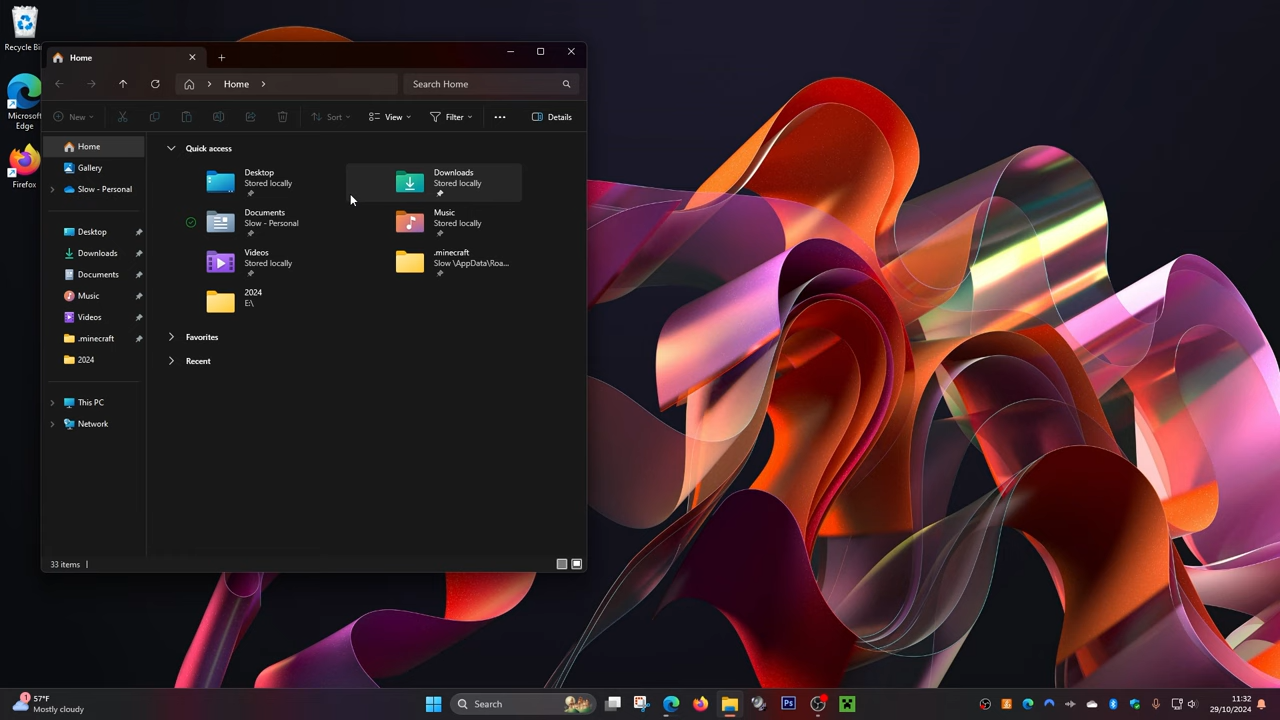 Recycle Bin
Microsoft
Edge
Firefox
Home
Home
Search Home
New
Sort
View
Filter
Details
Home
Gallery
Slow - Personal
Desktop
Downloads
Documents
Music
Videos
.minecraft
2024
This PC
Network
Quick access
Desktop
Stored locally
Downloads
Stored locally
Documents
Slow - Personal
Music
Stored locally
Videos
Stored locally
.minecraft
Slow \AppData\Roa...
2024
E:\
Favorites
Recent
33 items
1
57°F
Mostly cloudy
Search
Ps
11:32
29/10/2024